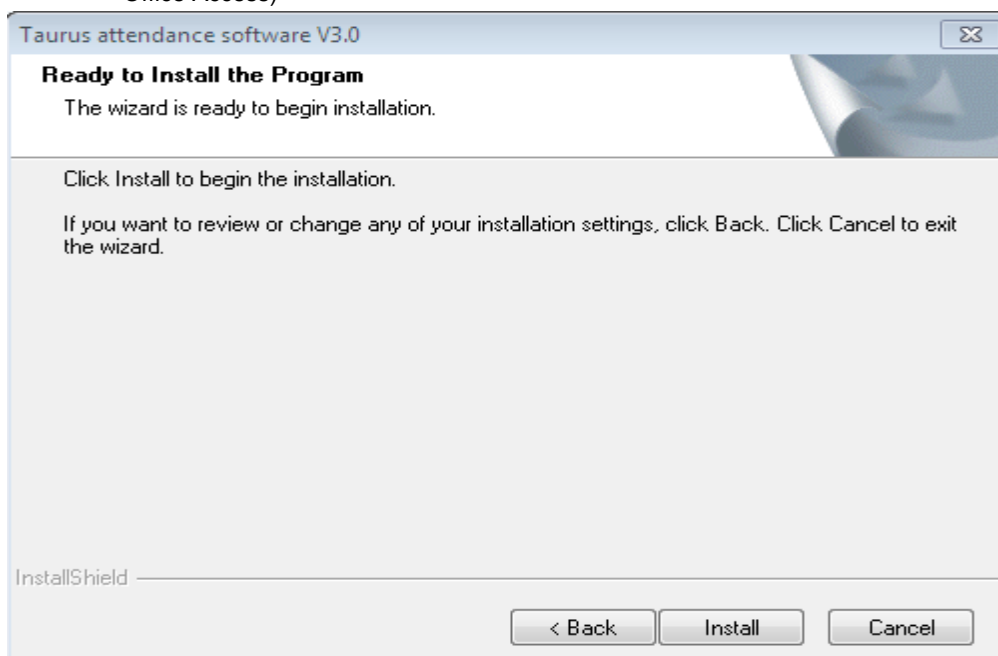 Office Access)
Taurus attendance software V3.0
Ready to Install the Program
The wizard is ready to begin installation.
Click Install to begin the installation.
If you want to review or change any of your installation settings, click Back. Click Cancel to exit
the wizard.
InstallShield
< Back Install Cancel